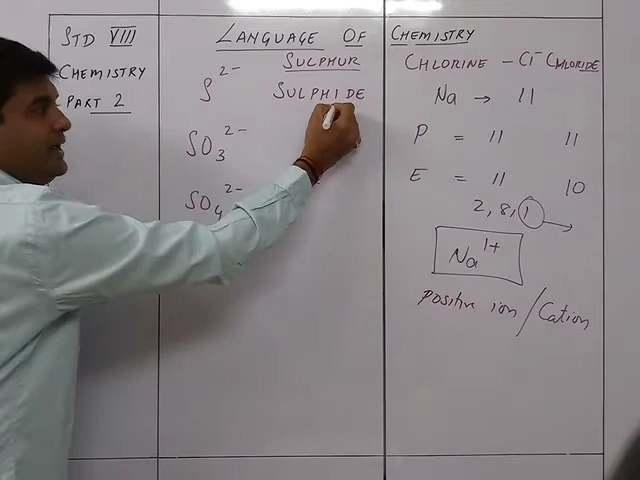 STD VIII
CHEMISTRY
PART 2
LANGUAGE OF CHEMISTRY
SULPHUR
S²⁻ SULPHIDE
SO₃²⁻
SO₄²⁻
CHLORINE – Cl⁻ CHLORIDE
Na → 11
P = 11 11
E = 11 10
2, 8, 1 →
Na¹⁺
Positive ion / Cation